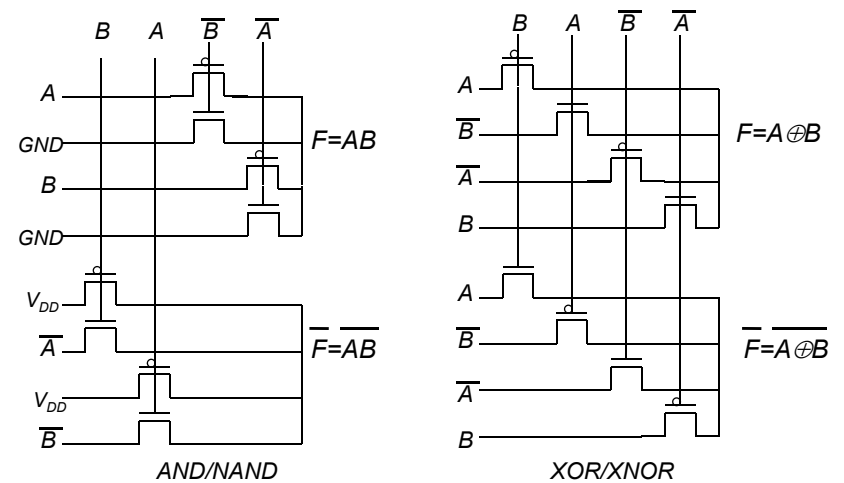 B A B̅ A̅
B A B̅ A̅
A
GND
B
GND
F=AB
V_DD
A̅
V_DD
B̅
F̅=A̅B̅
AND/NAND
A
B̅
A̅
B
F=A⊕B
A
B̅
A̅
B
F̅=A̅⊕̅B̅
XOR/XNOR